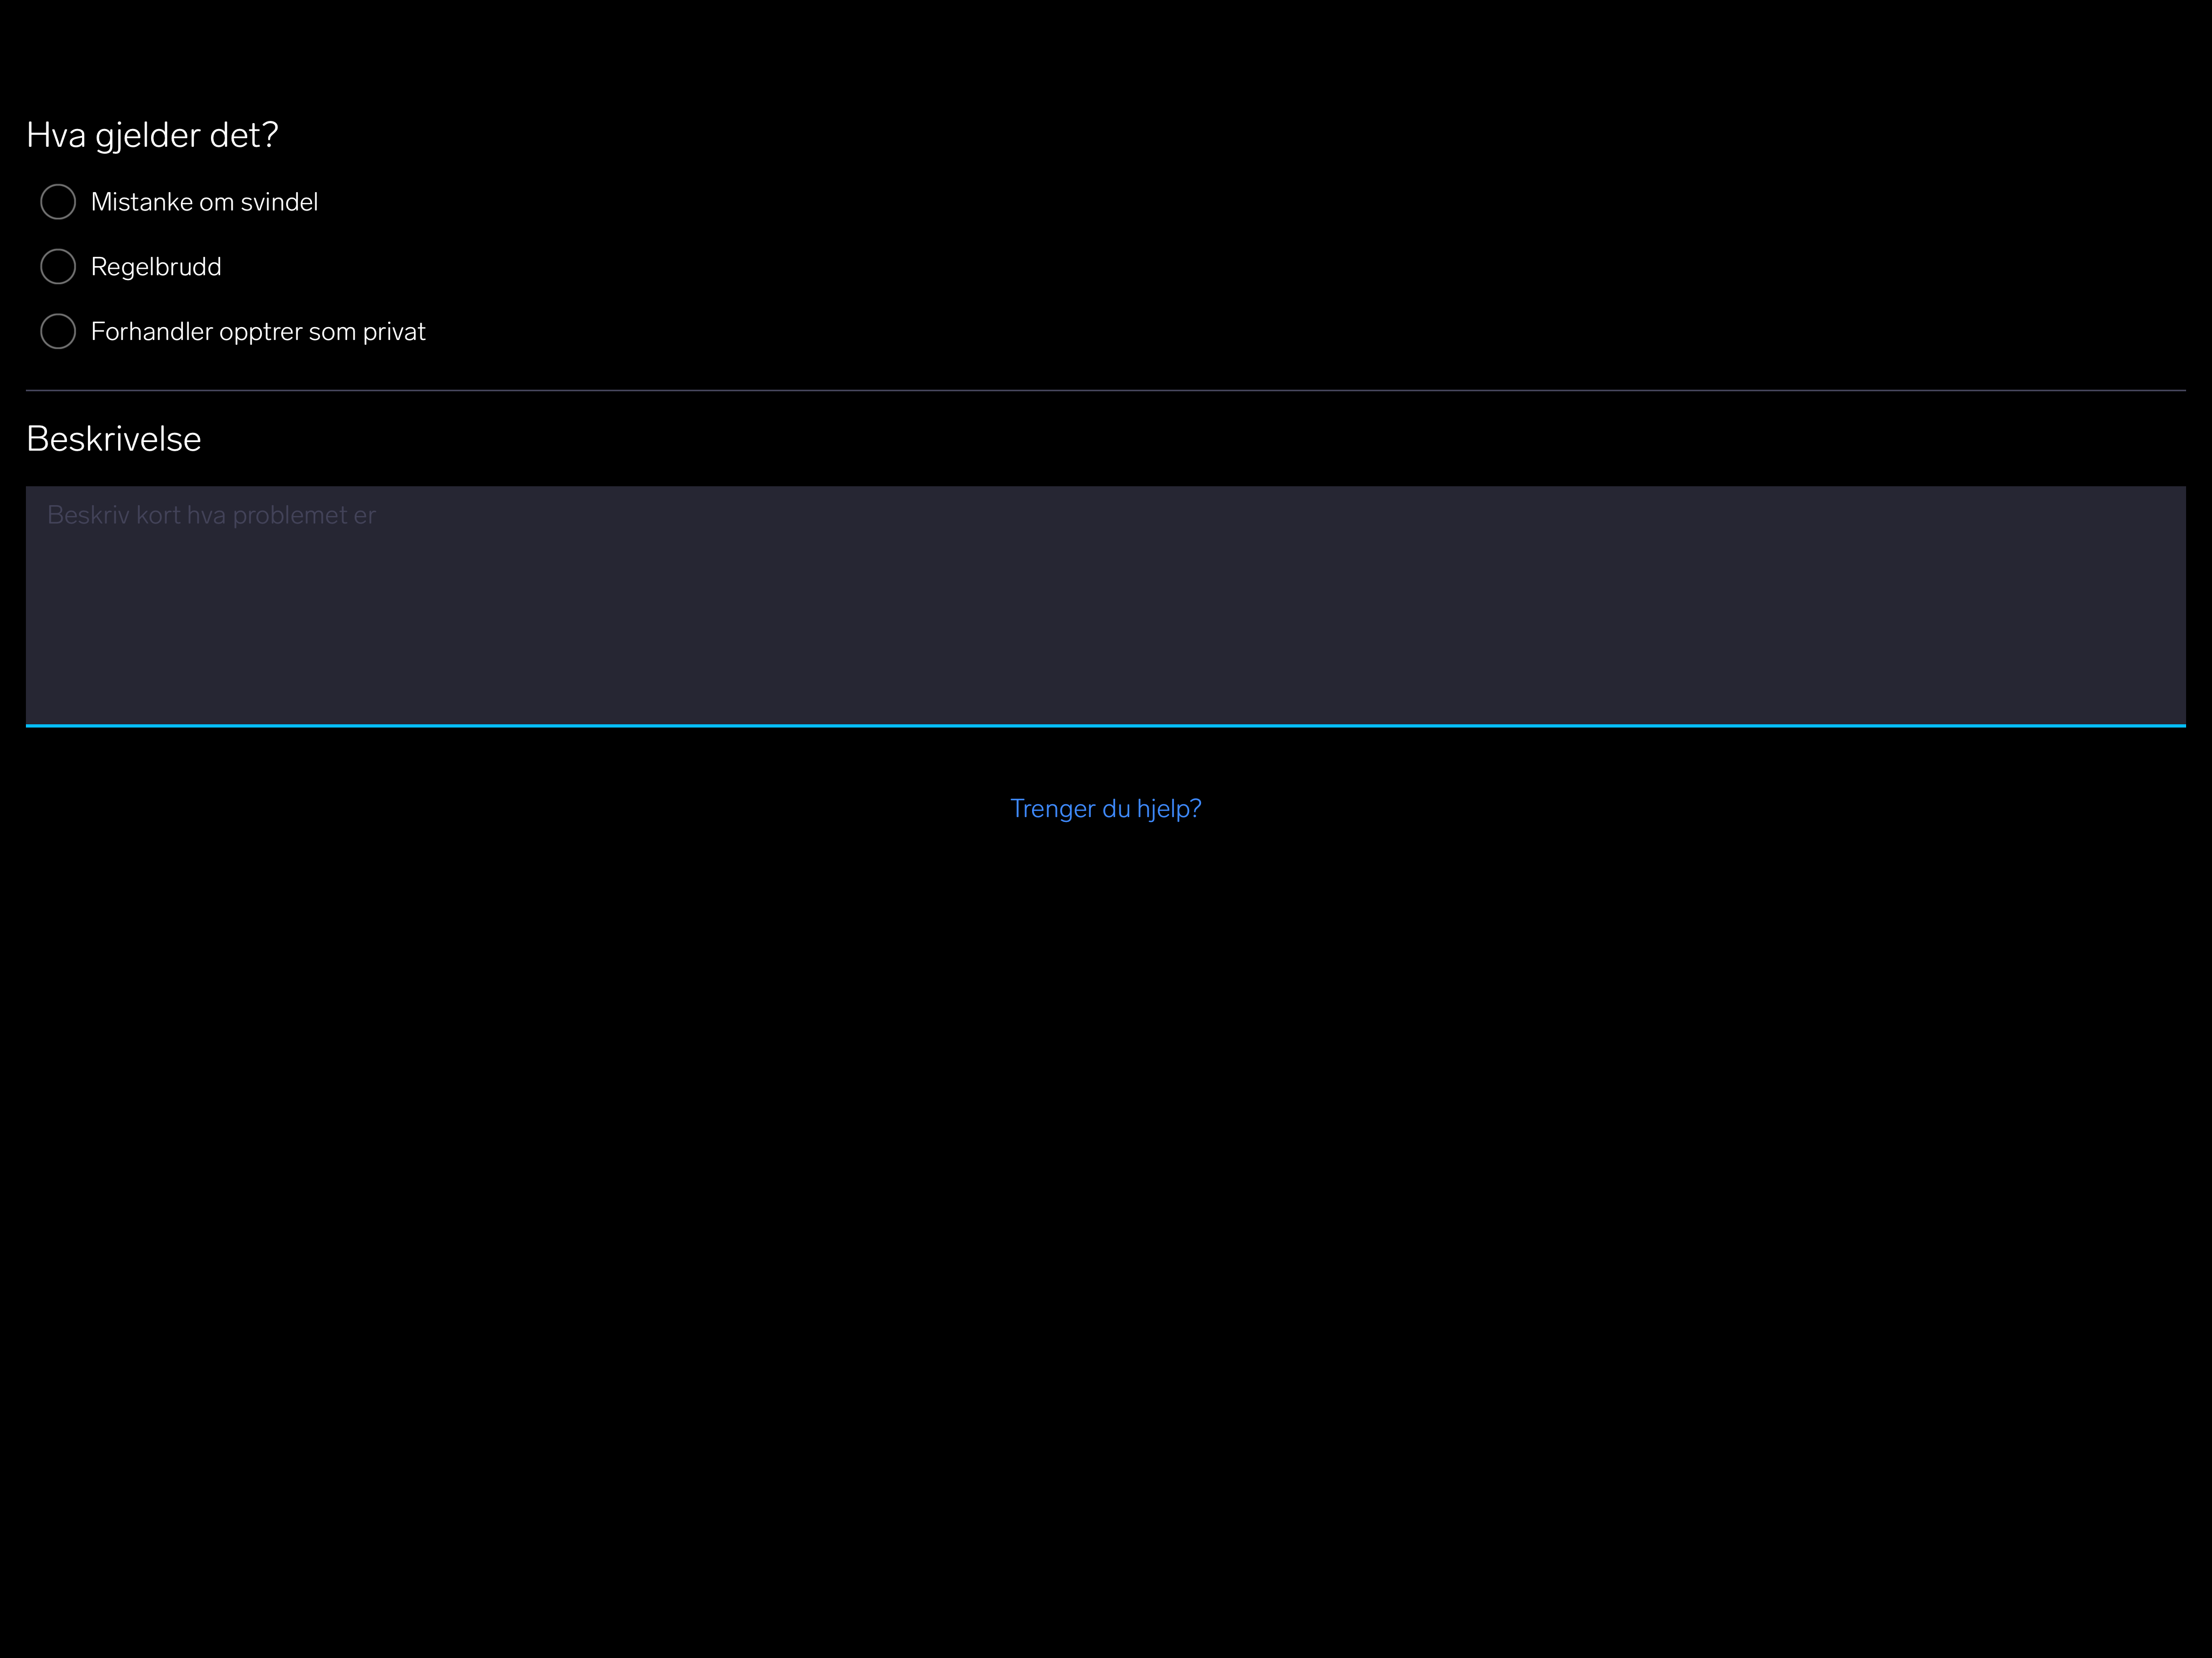 Hva gjelder det?
Mistanke om svindel
Regelbrudd
Forhandler opptrer som privat
Beskrivelse
Beskriv kort hva problemet er
Trenger du hjelp?